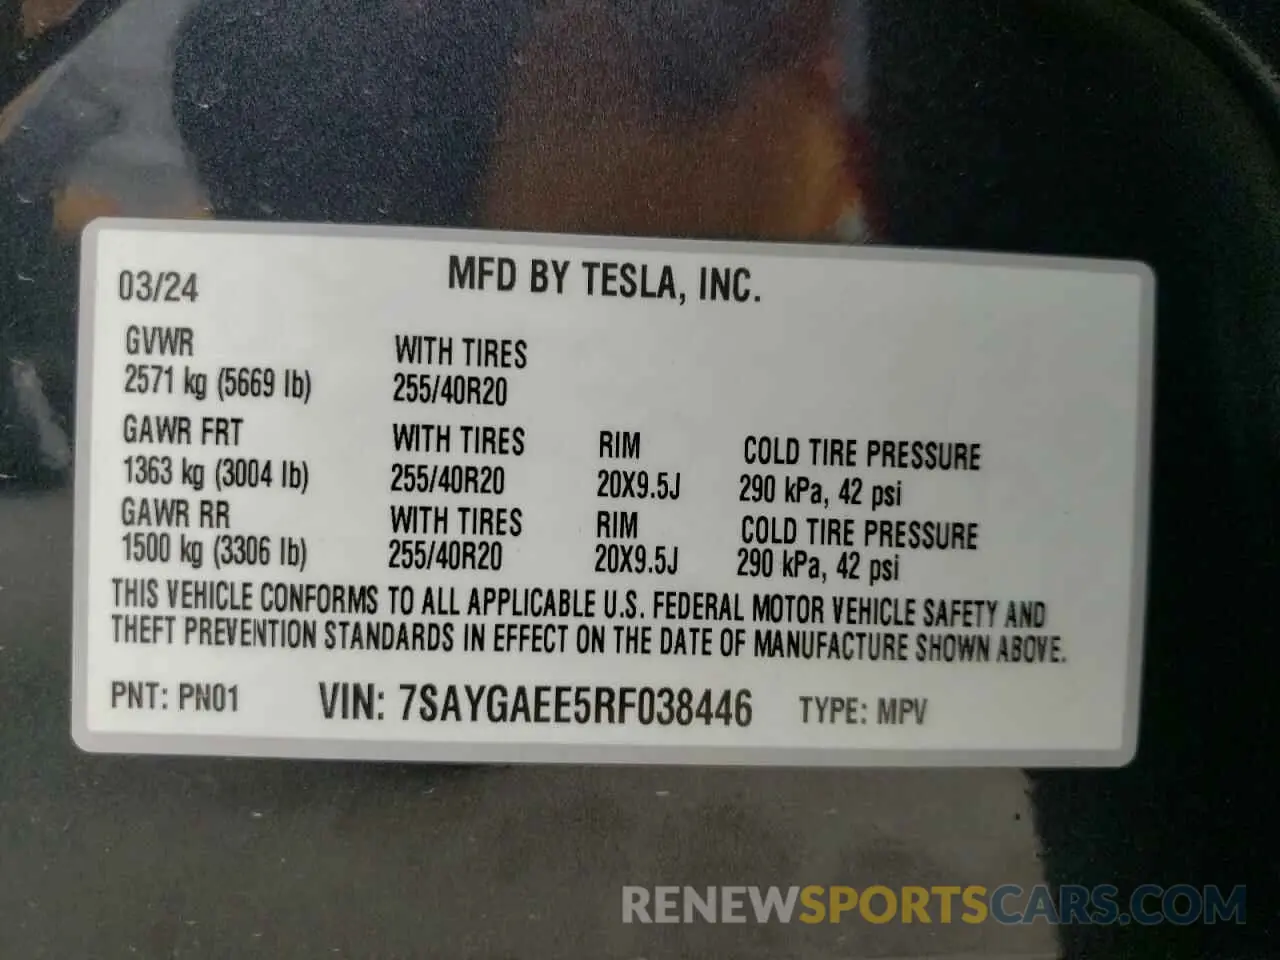 03/24 MFD BY TESLA, INC.
GVWR WITH TIRES
2571 kg (5669 lb) 255/40R20
GAWR FRT WITH TIRES RIM COLD TIRE PRESSURE
1363 kg (3004 lb) 255/40R20 20X9.5J 290 kPa, 42 psi
GAWR RR WITH TIRES RIM COLD TIRE PRESSURE
1500 kg (3306 lb) 255/40R20 20X9.5J 290 kPa, 42 psi
THIS VEHICLE CONFORMS TO ALL APPLICABLE U.S. FEDERAL MOTOR VEHICLE SAFETY AND
THEFT PREVENTION STANDARDS IN EFFECT ON THE DATE OF MANUFACTURE SHOWN ABOVE.
PNT: PN01 VIN: 7SAYGAEE5RF038446 TYPE: MPV
RENEWSPORTSCARS.COM